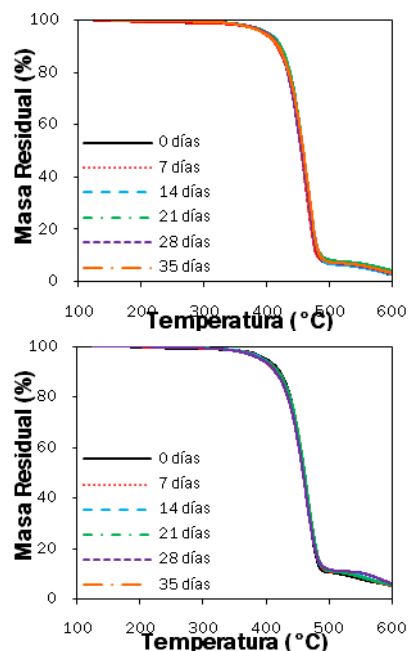 100
80
60
40
20
0
Masa Residual (%)
0 días
7 días
14 días
21 días
28 días
35 días
100 200 300 400 500 600
Temperatura (°C)
100
80
60
40
20
0
Masa Residual (%)
0 días
7 días
14 días
21 días
28 días
35 días
100 200 300 400 500 600
Temperatura (°C)